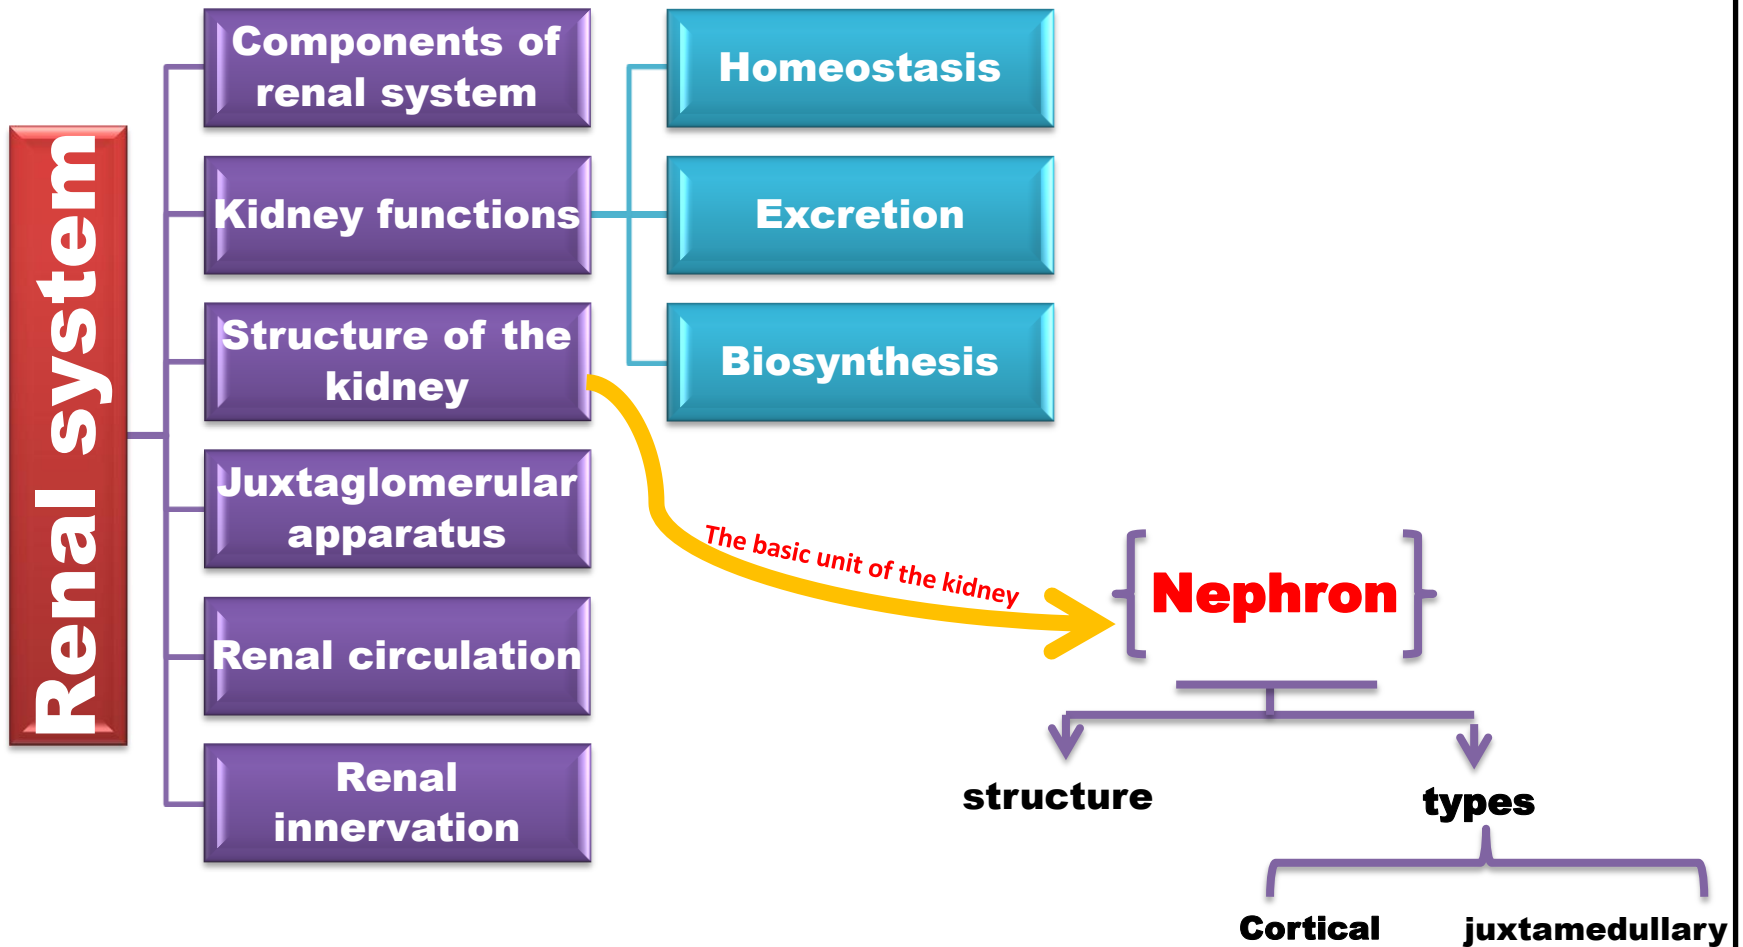 Renal system
Components of
renal system
Kidney functions
Structure of the
kidney
Juxtaglomerular
apparatus
Renal circulation
Renal
innervation
Homeostasis
Excretion
Biosynthesis
The basic unit of the kidney
Nephron
structure
types
Cortical
juxtamedullary